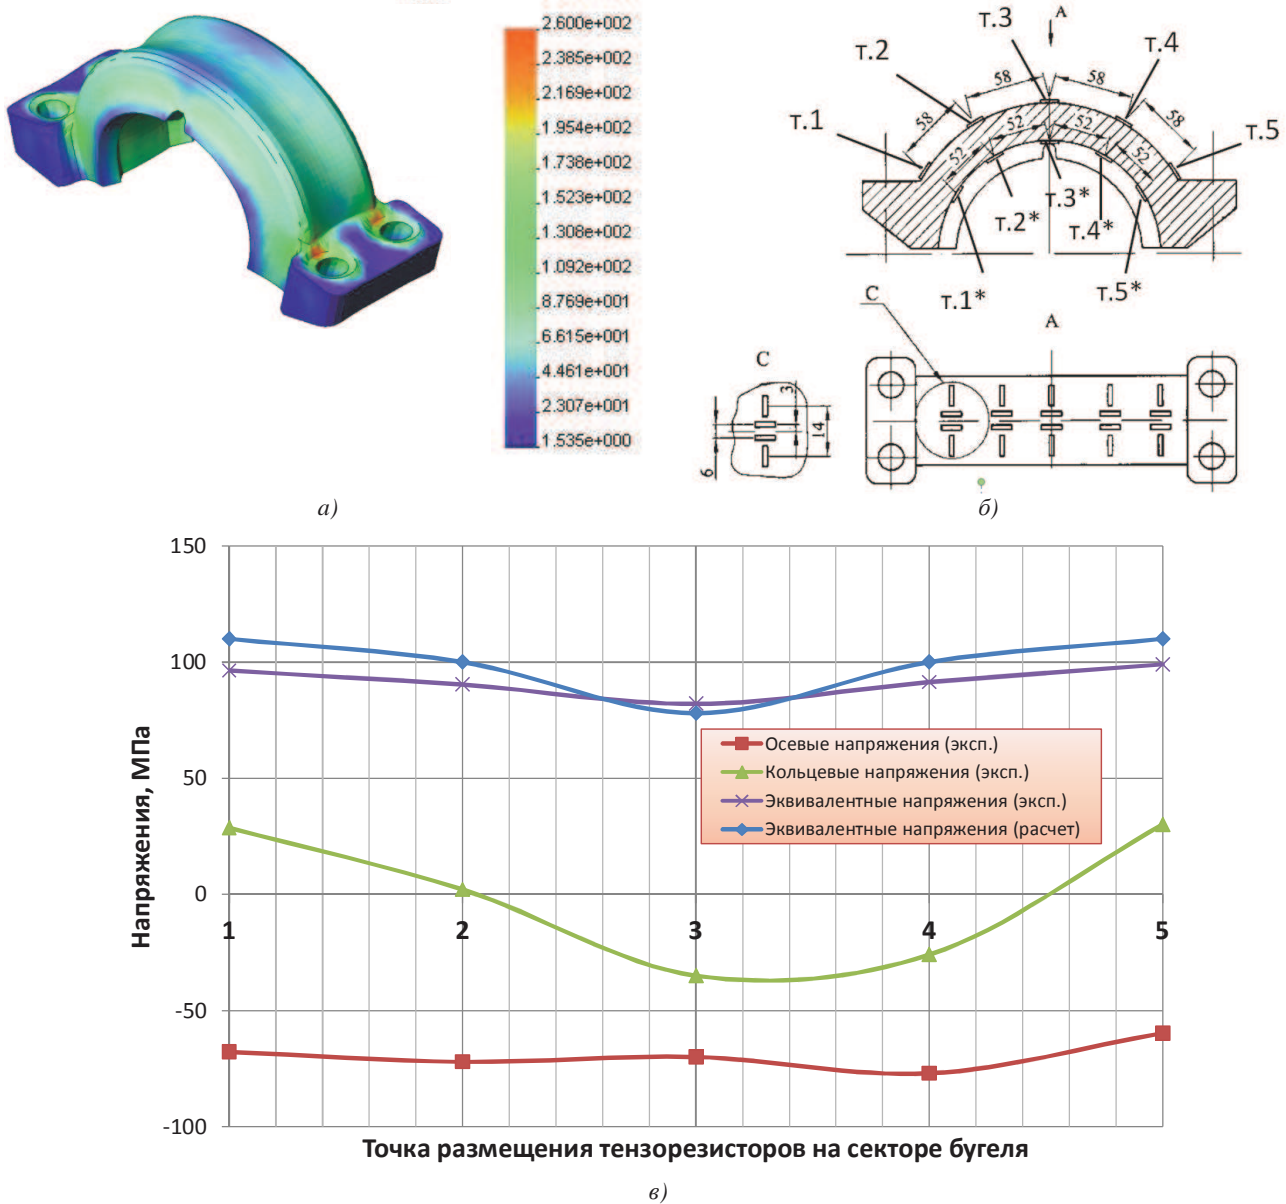 2.600e+002
2.385e+002
2.169e+002
1.954e+002
1.738e+002
1.523e+002
1.308e+002
1.092e+002
8.769e+001
6.615e+001
4.461e+001
2.307e+001
1.535e+000
а)
А
т.3
т.2
т.4
58
58
т.1
58
58
т.5
52
52
52
52
т.3*
т.2*
т.4*
т.1*
т.5*
С
А
С
3
14
6
б)
150
100
50
0
-50
-100
Напряжения, МПа
Осевые напряжения (эксп.)
Кольцевые напряжения (эксп.)
Эквивалентные напряжения (эксп.)
Эквивалентные напряжения (расчет)
1
2
3
4
5
Точка размещения тензорезисторов на секторе бугеля
в)